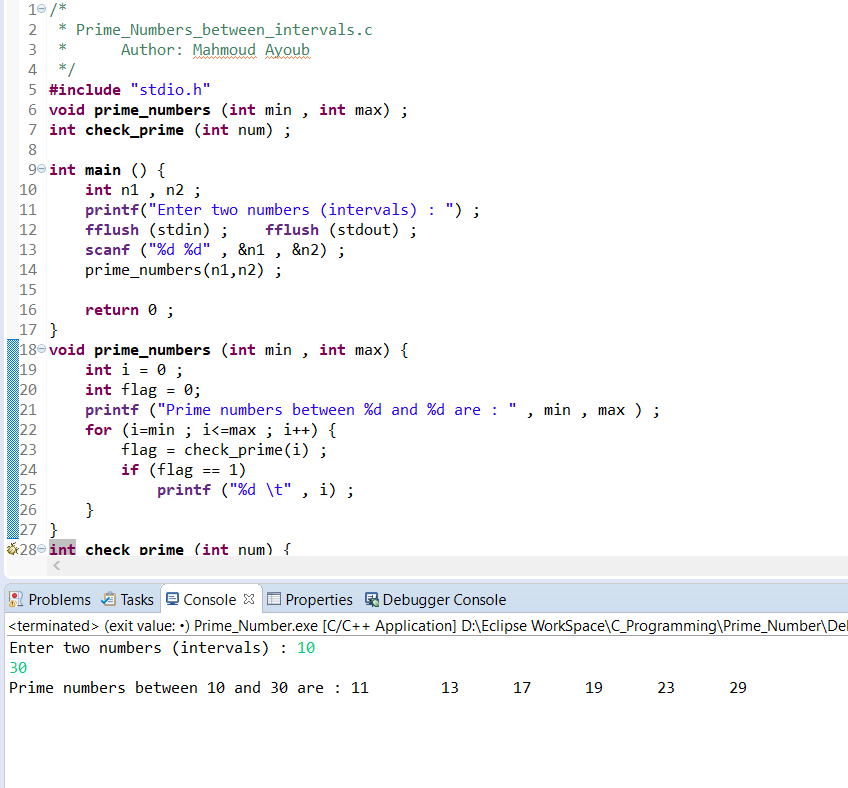 1 /*
2  * Prime_Numbers_between_intervals.c
3  *      Author: Mahmoud Ayoub
4  */
5 #include "stdio.h"
6 void prime_numbers (int min , int max) ;
7 int check_prime (int num) ;
8
9 int main () {
10     int n1 , n2 ;
11     printf("Enter two numbers (intervals) : ") ;
12     fflush (stdin) ;    fflush (stdout) ;
13     scanf ("%d %d" , &n1 , &n2) ;
14     prime_numbers(n1,n2) ;
15
16     return 0 ;
17 }
18 void prime_numbers (int min , int max) {
19     int i = 0 ;
20     int flag = 0;
21     printf ("Prime numbers between %d and %d are : " , min , max ) ;
22     for (i=min ; i<=max ; i++) {
23         flag = check_prime(i) ;
24         if (flag == 1)
25             printf ("%d \t" , i) ;
26     }
27 }
28 int check_prime (int num) {
Problems Tasks Console Properties Debugger Console
<terminated> (exit value: •) Prime_Number.exe [C/C++ Application] D:\Eclipse WorkSpace\C_Programming\Prime_Number\De
Enter two numbers (intervals) : 10
30
Prime numbers between 10 and 30 are : 11        13      17      19      23      29